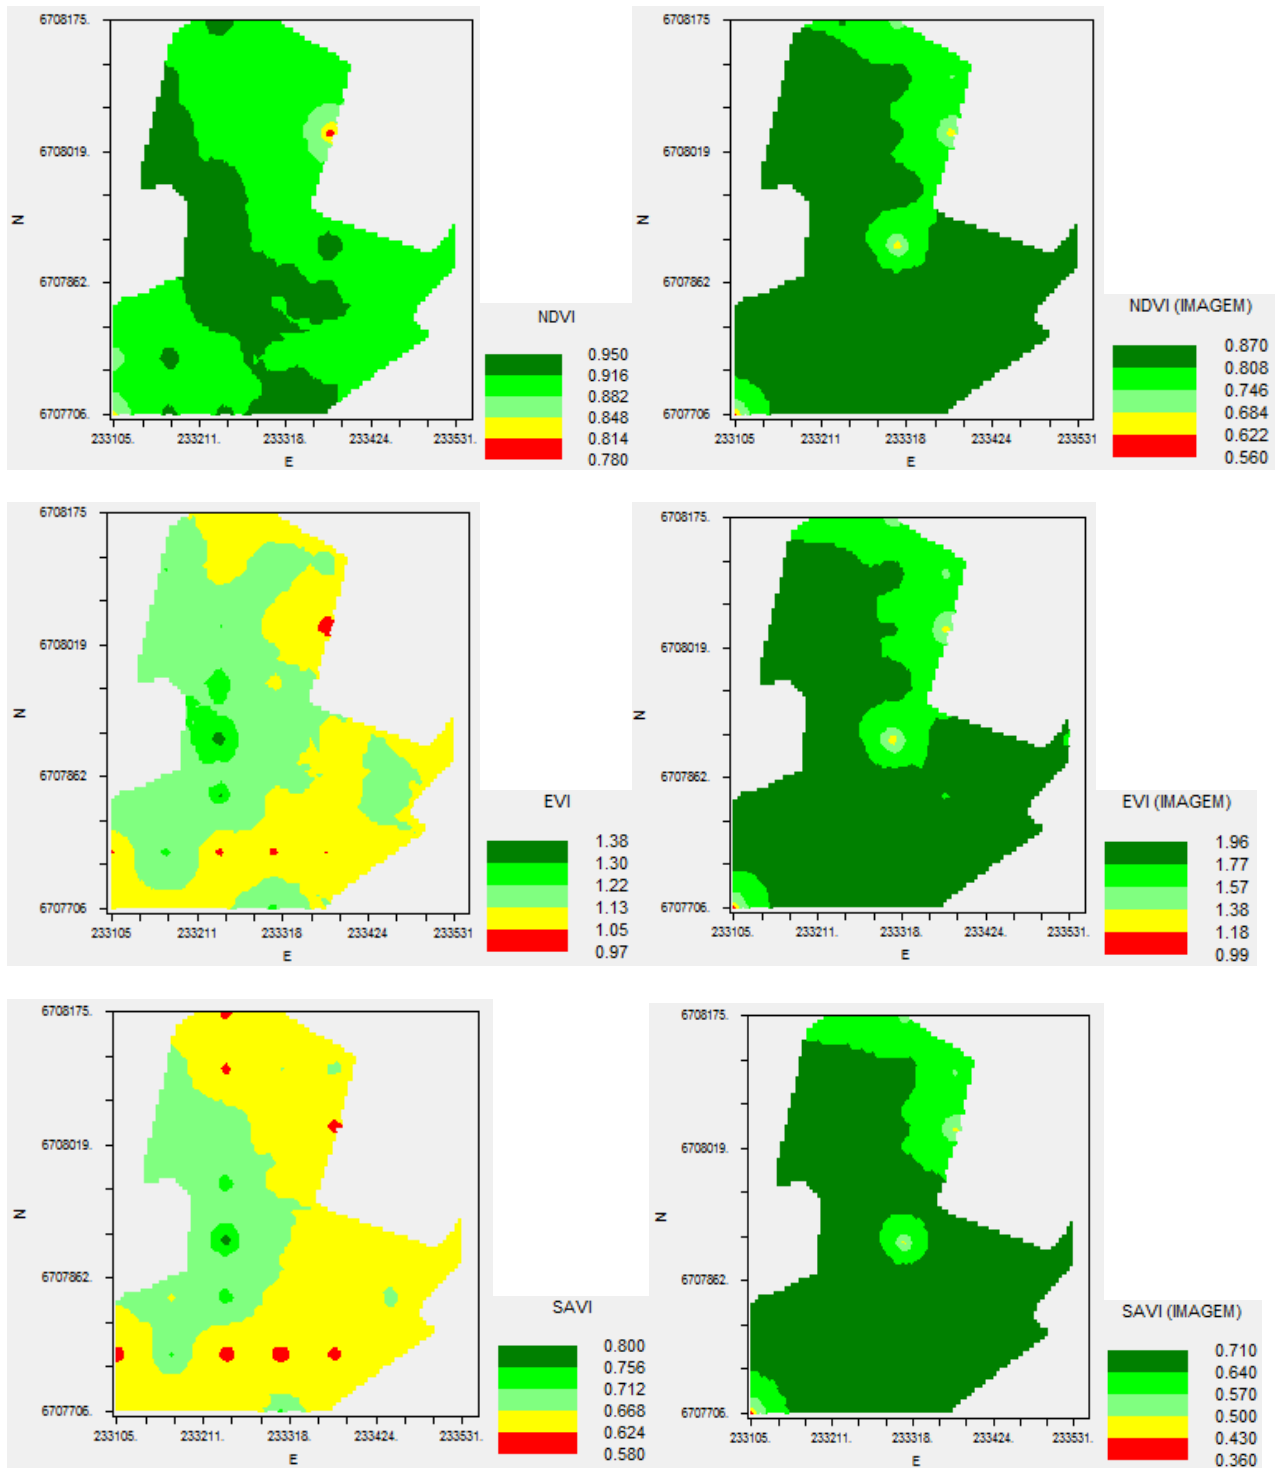 6708175.
6708019.
6707862.
6707706.
N
233105. 233211. 233318. 233424. 233531.
E
NDVI
0.950
0.916
0.882
0.848
0.814
0.780
6708175
6708019
6707862
6707706.
N
233105 233211 233318 233424 233531
E
NDVI (IMAGEM)
0.870
0.808
0.746
0.684
0.622
0.560
6708175
6708019
6707862
6707706
N
233105 233211 233318 233424 233531
E
EVI
1.38
1.30
1.22
1.13
1.05
0.97
6708175.
6708019.
6707862.
6707706.
N
233105. 233211. 233318. 233424. 233531.
E
EVI (IMAGEM)
1.96
1.77
1.57
1.38
1.18
0.99
6708175.
6708019.
6707862.
6707706.
N
233105. 233211. 233318. 233424. 233531.
E
SAVI
0.800
0.756
0.712
0.668
0.624
0.580
6708175.
6708019.
6707862.
6707706.
N
233105. 233211. 233318. 233424. 233531.
E
SAVI (IMAGEM)
0.710
0.640
0.570
0.500
0.430
0.360